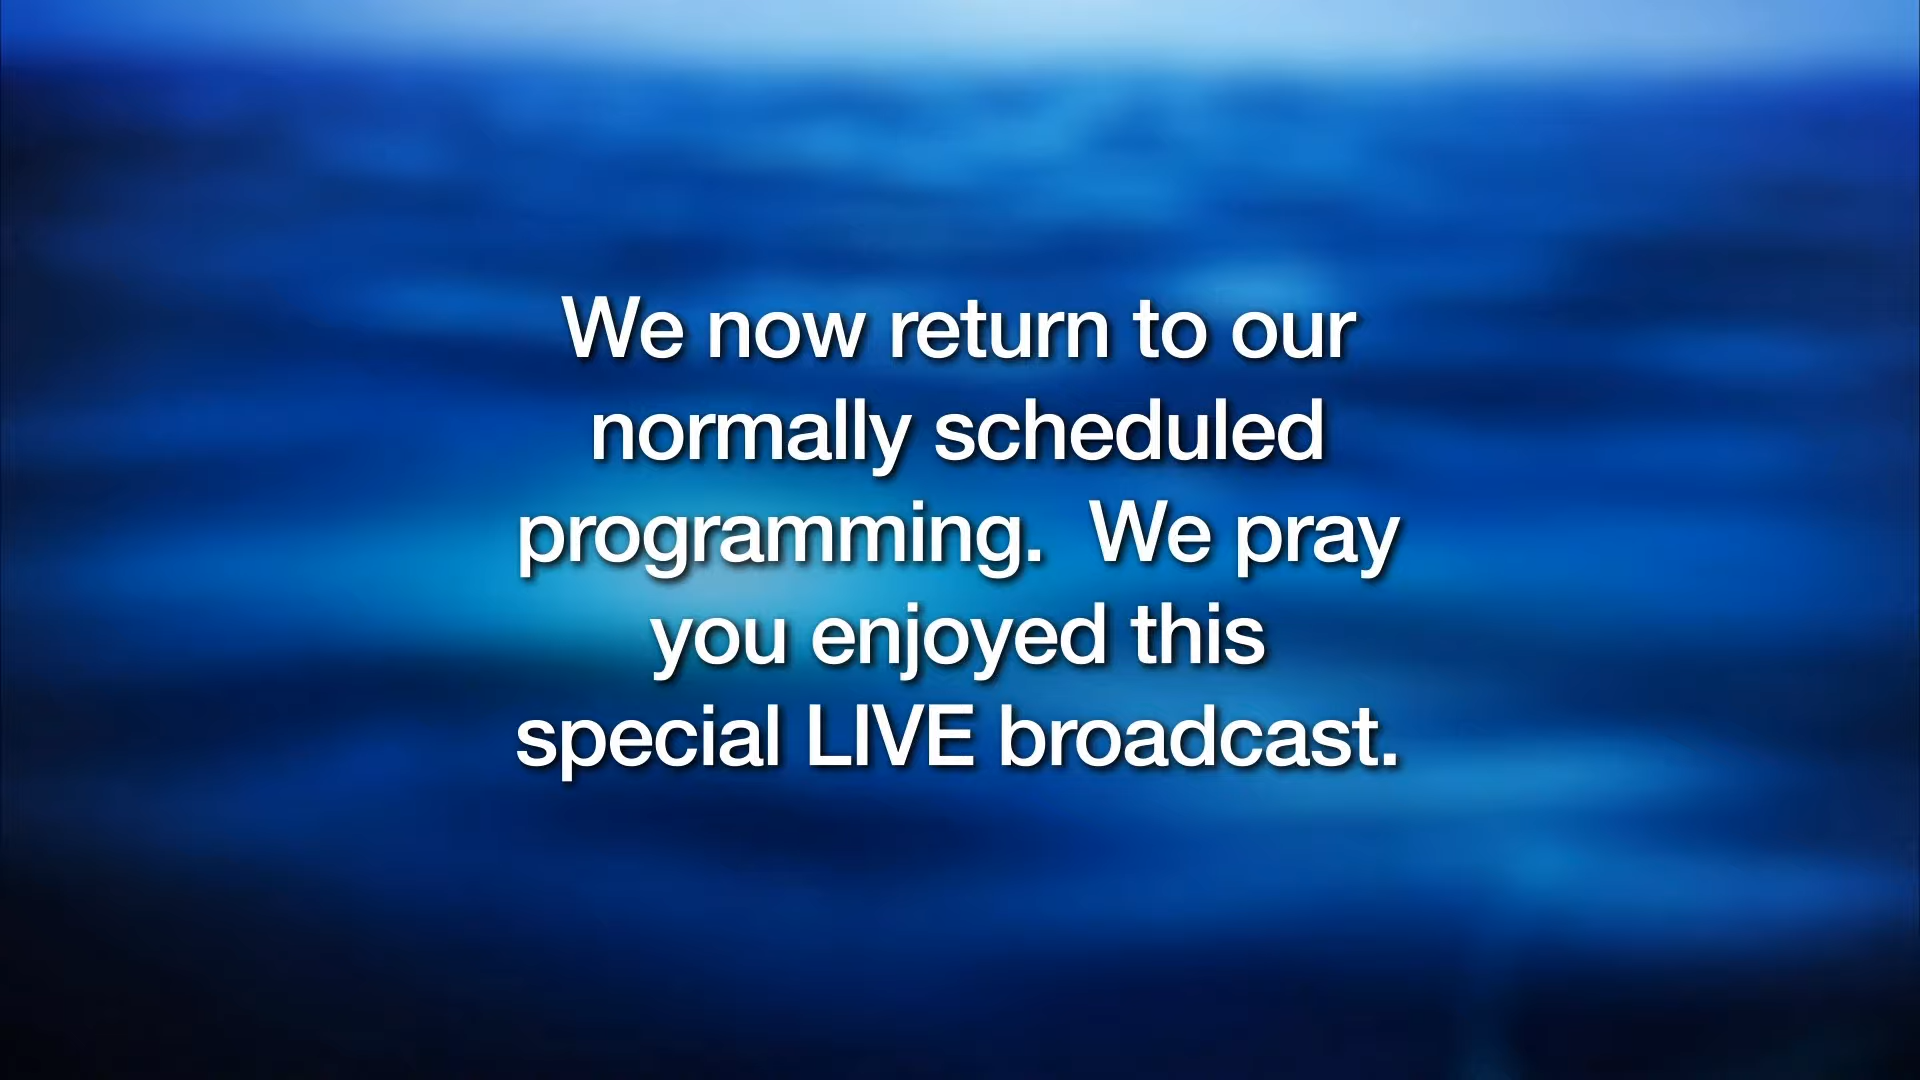 We now return to our
normally scheduled
programming.  We pray
you enjoyed this
special LIVE broadcast.